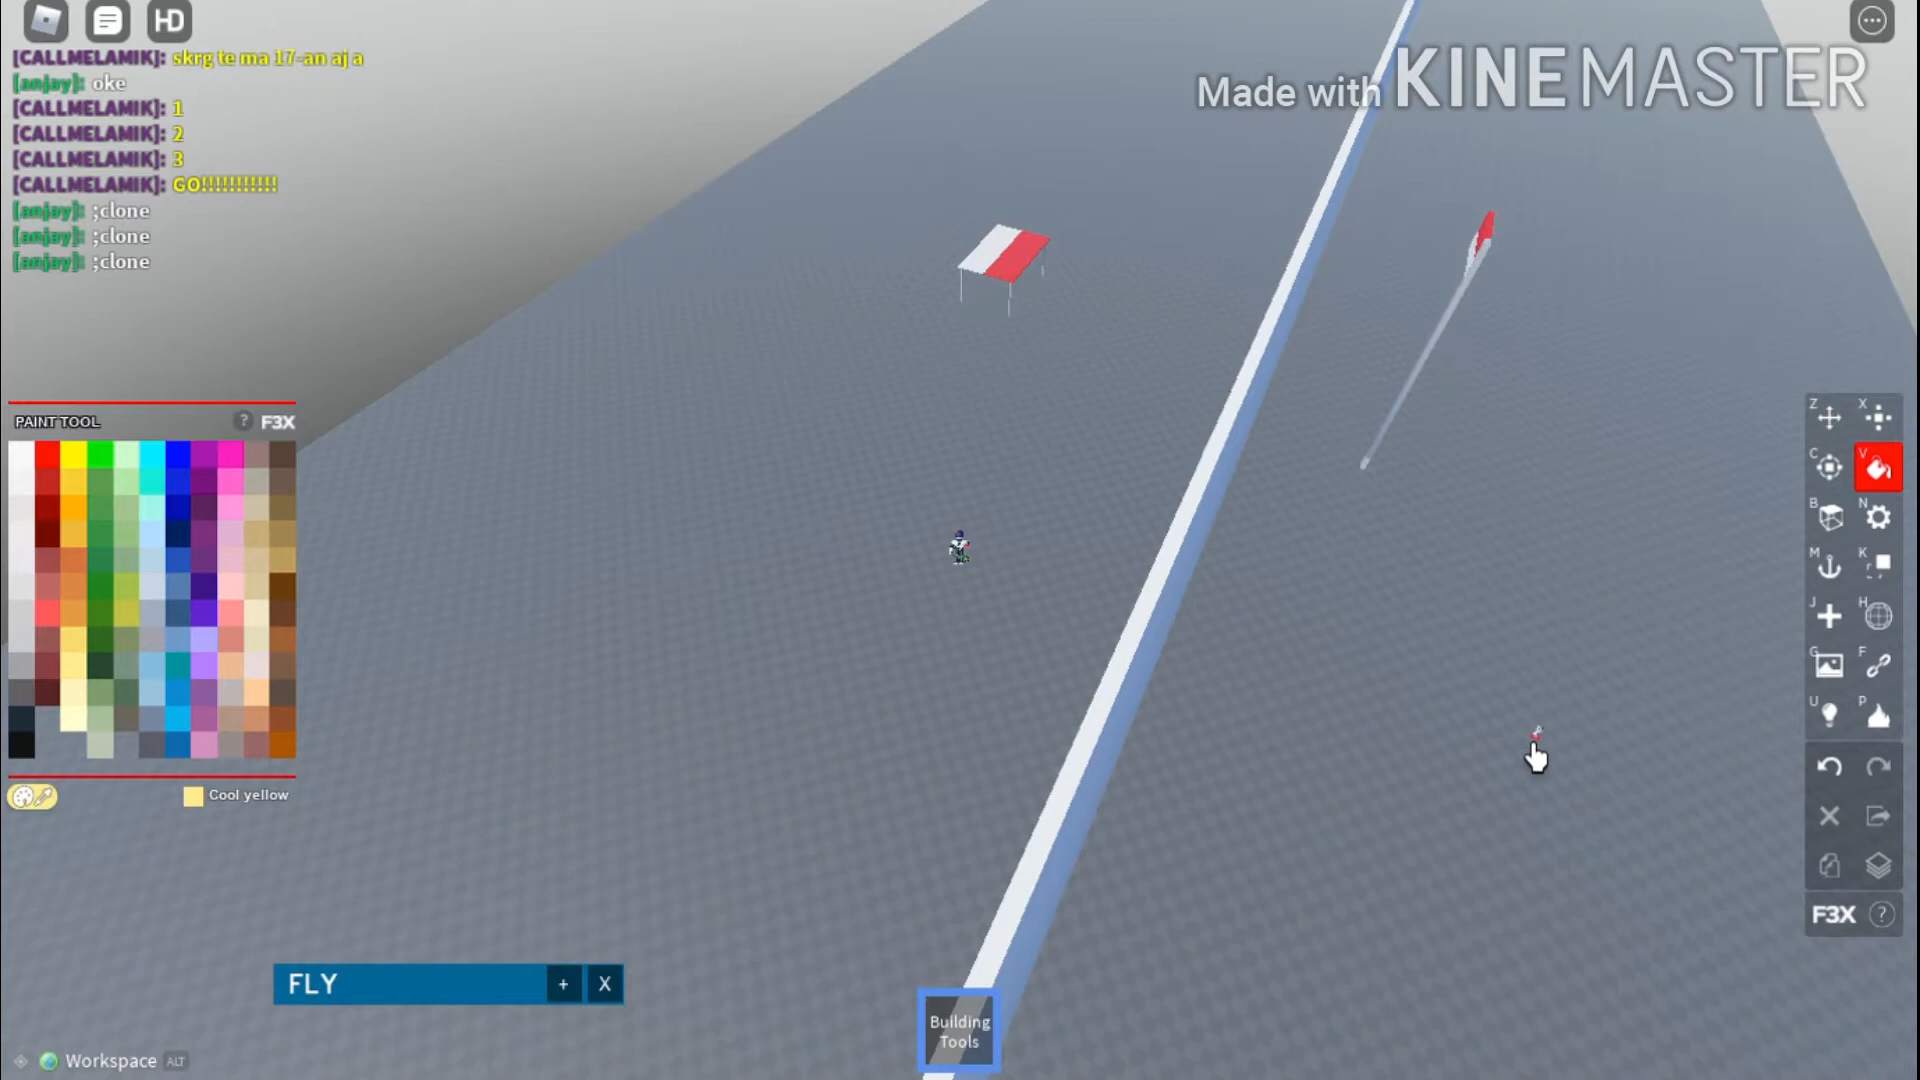 HD
[CALLMELAMIK]: skrg te ma 17-an aj a
[anjay]: oke
[CALLMELAMIK]: 1
[CALLMELAMIK]: 2
[CALLMELAMIK]: 3
[CALLMELAMIK]: GO!!!!!!!!!!!
[anjay]: ;clone
[anjay]: ;clone
[anjay]: ;clone
Made with KINEMASTER
PAINT TOOL ? F3X
Cool yellow
Z X
C V
B N
M K
J H
G F
U P
F3X ?
FLY + X
Building
Tools
Workspace ALT